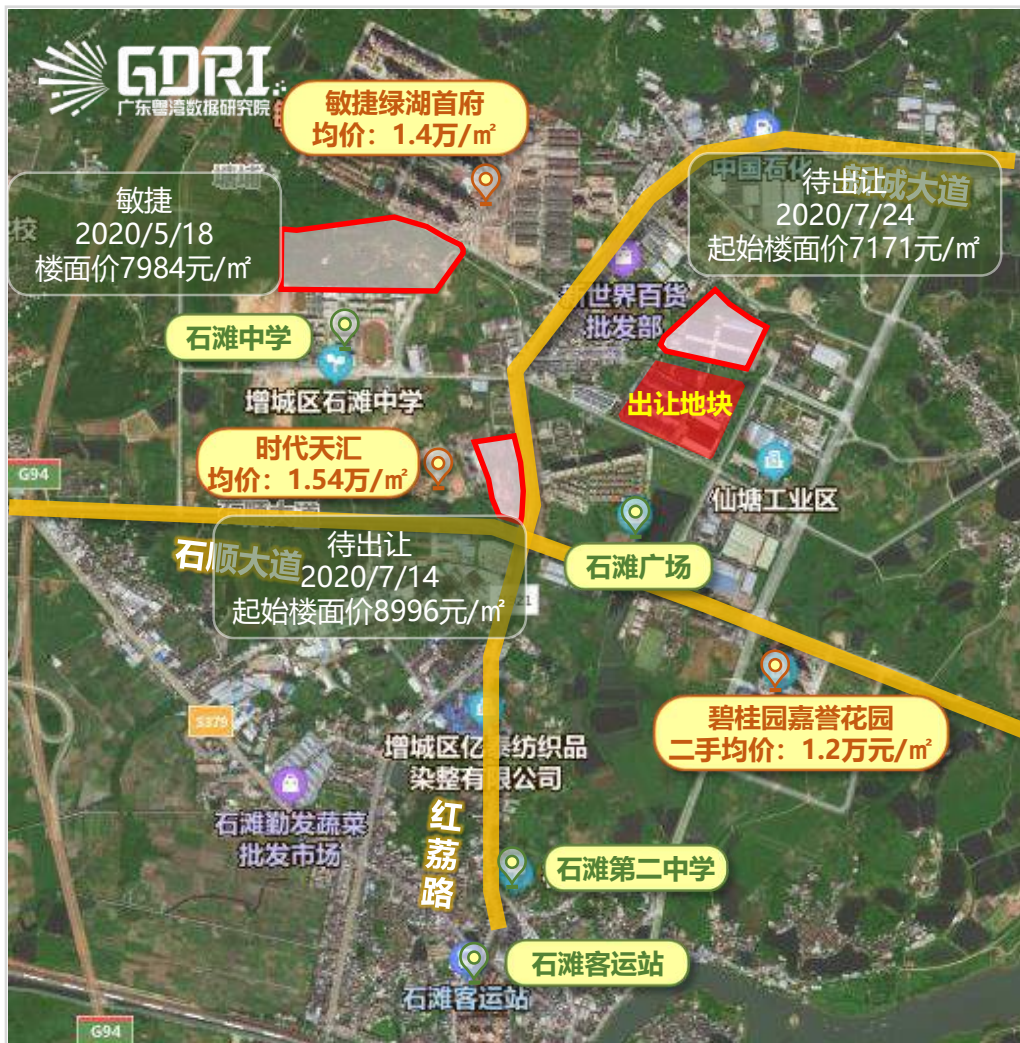 GDRI
广东粤湾数据研究院
敏捷绿湖首府
均价：1.4万/㎡
中国石化
城大道
待出让
2020/7/24
起始楼面价7171元/㎡
校
敏捷
2020/5/18
楼面价7984元/㎡
新世界百货
批发部
石滩中学
增城区石滩中学
出让地块
时代天汇
均价：1.54万/㎡
G94
仙塘工业区
石顺大道
待出让
2020/7/14
起始楼面价8996元/㎡
石滩广场
21
S379
碧桂园嘉誉花园
二手均价：1.2万元/㎡
增城区亿泰纺织品
染整有限公司
石滩勤发蔬菜
批发市场
红荔路
石滩第二中学
石滩客运站
石滩客运站
G94